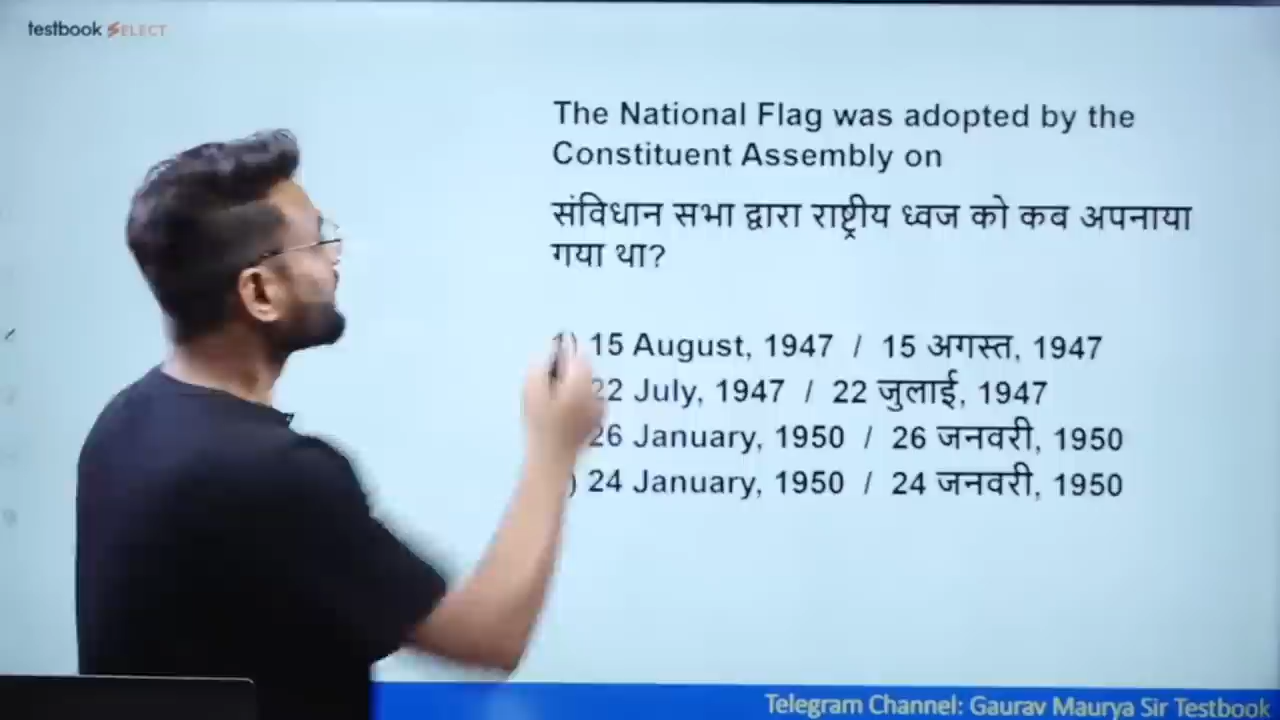 testbook SELECT
The National Flag was adopted by the
Constituent Assembly on
संविधान सभा द्वारा राष्ट्रीय ध्वज को कब अपनाया
गया था?
1) 15 August, 1947 / 15 अगस्त, 1947
22 July, 1947 / 22 जुलाई, 1947
26 January, 1950 / 26 जनवरी, 1950
) 24 January, 1950 / 24 जनवरी, 1950
Telegram Channel: Gaurav Maurya Sir Testbook